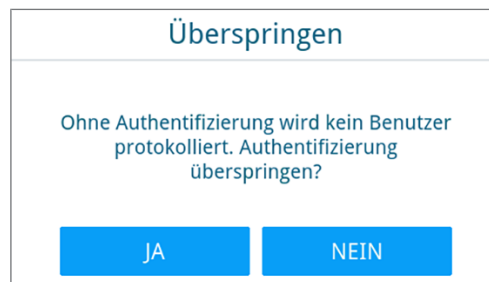 Überspringen
Ohne Authentifizierung wird kein Benutzer
protokolliert. Authentifizierung
überspringen?
JA
NEIN